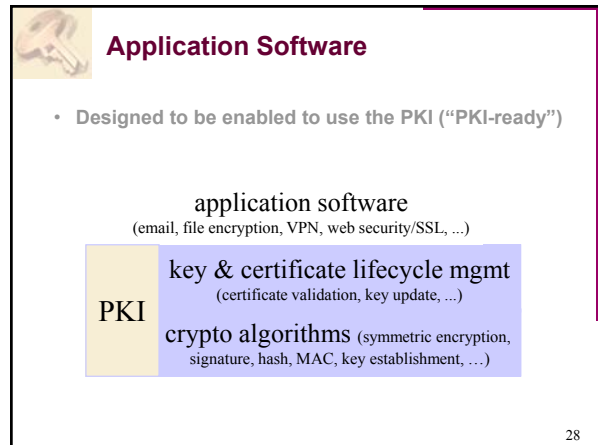 Application Software
• Designed to be enabled to use the PKI (“PKI-ready”)
application software
(email, file encryption, VPN, web security/SSL, ...)
PKI
key & certificate lifecycle mgmt
(certificate validation, key update, ...)
crypto algorithms (symmetric encryption,
signature, hash, MAC, key establishment, …)
28